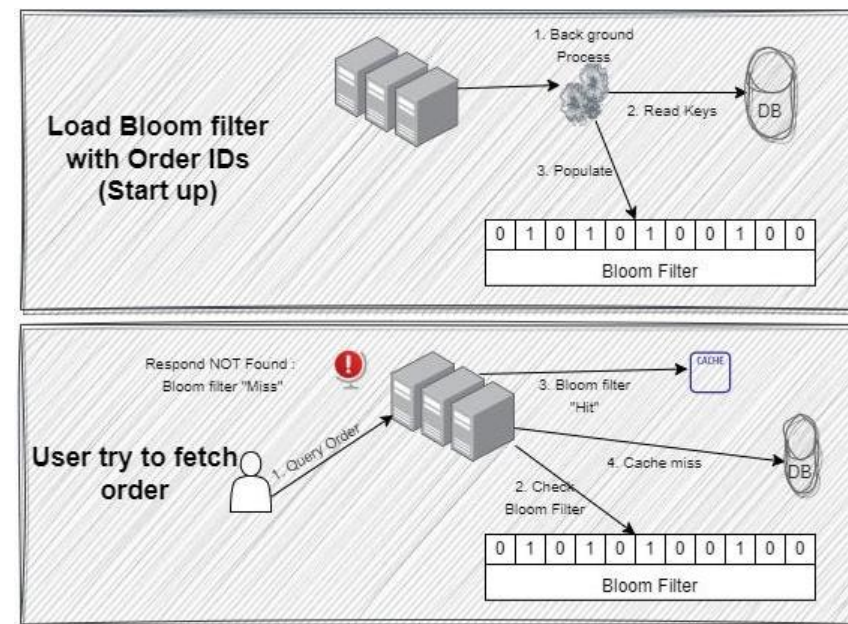 1. Back ground
Process
Load Bloom filter
with Order IDs
(Start up)
2. Read Keys
DB
3. Populate
0 1 0 1 0 1 0 0 1 0 0
Bloom Filter
Respond NOT Found :
Bloom filter "Miss"
!
CACHE
3. Bloom filter
"Hit"
User try to fetch
order
1. Query Order
4. Cache miss
DB
2. Check
Bloom Filter
0 1 0 1 0 1 0 0 1 0 0
Bloom Filter